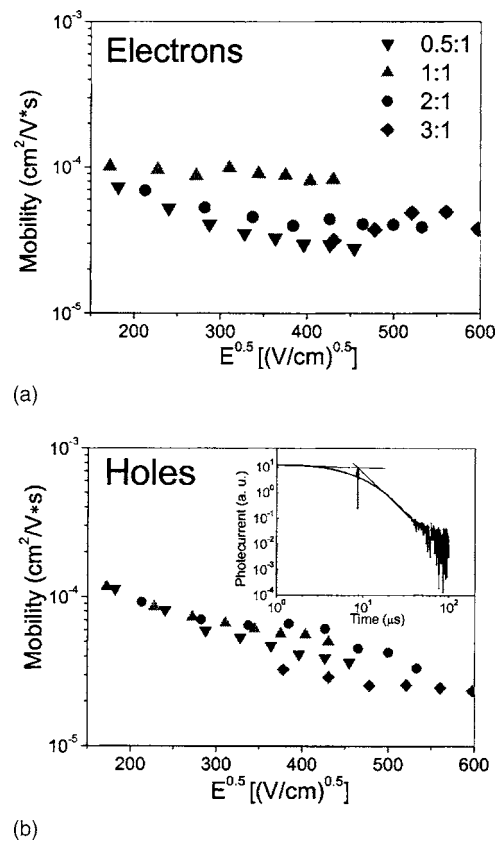 Electrons
0.5:1
1:1
2:1
3:1
10⁻³
10⁻⁴
10⁻⁵
Mobility (cm²/V*s)
200 300 400 500 600
E⁰·⁵ [(V/cm)⁰·⁵]
(a)
Holes
10⁻³
10⁻⁴
10⁻⁵
Mobility (cm²/V*s)
Pholecurrent (a. u.)
10¹
10⁰
10⁻¹
10⁻²
10⁻³
10⁻⁴
10⁰ 10¹ 10²
Time (μs)
200 300 400 500 600
E⁰·⁵ [(V/cm)⁰·⁵]
(b)